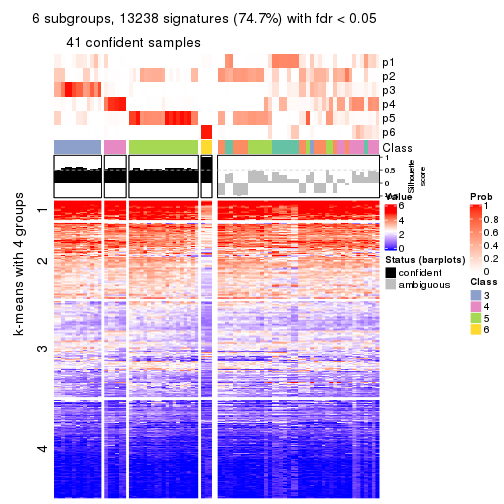 6 subgroups, 13238 signatures (74.7%) with fdr < 0.05
41 confident samples
p1
p2
p3
p4
p5
p6
Class
1
0.5
0
Silhouette
score
k-means with 4 groups
1
2
3
4
Value
6
4
2
0
Status (barplots)
confident
ambiguous
Prob
1
0.8
0.6
0.4
0.2
0
Class
3
4
5
6